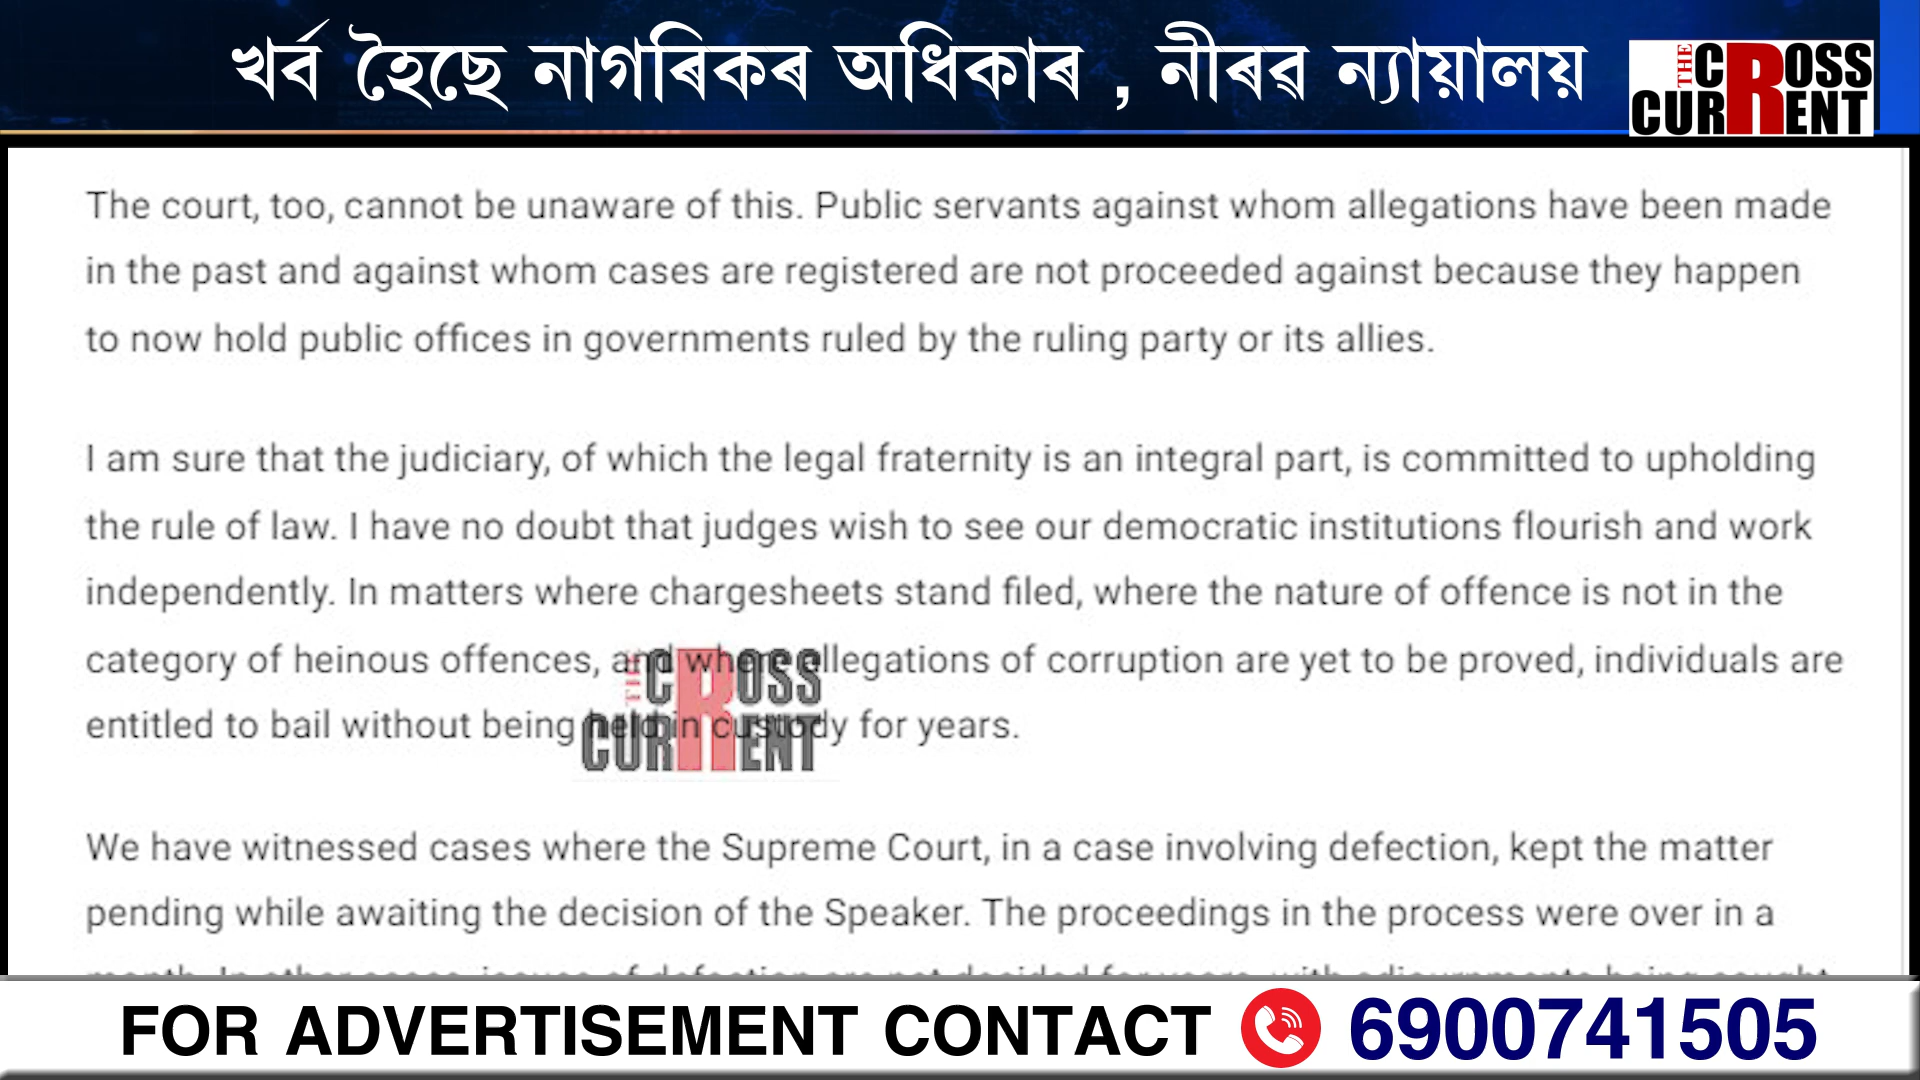 খৰ্ব হৈছে নাগৰিকৰ অধিকাৰ , নীৰৱ ন্যায়ালয়
THE CROSS CURRENT
The court, too, cannot be unaware of this. Public servants against whom allegations have been made
in the past and against whom cases are registered are not proceeded against because they happen
to now hold public offices in governments ruled by the ruling party or its allies.
I am sure that the judiciary, of which the legal fraternity is an integral part, is committed to upholding
the rule of law. I have no doubt that judges wish to see our democratic institutions flourish and work
independently. In matters where chargesheets stand filed, where the nature of offence is not in the
category of heinous offences, and where allegations of corruption are yet to be proved, individuals are
entitled to bail without being held in custody for years.
THE CROSS CURRENT
We have witnessed cases where the Supreme Court, in a case involving defection, kept the matter
pending while awaiting the decision of the Speaker. The proceedings in the process were over in a
FOR ADVERTISEMENT CONTACT 6900741505